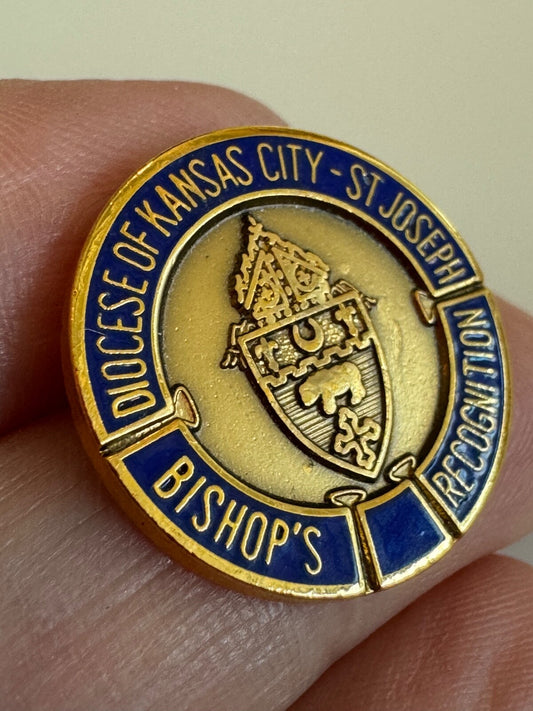 DIOCESE OF KANSAS CITY - ST JOSEPH
BISHOP'S
RECOGNITION